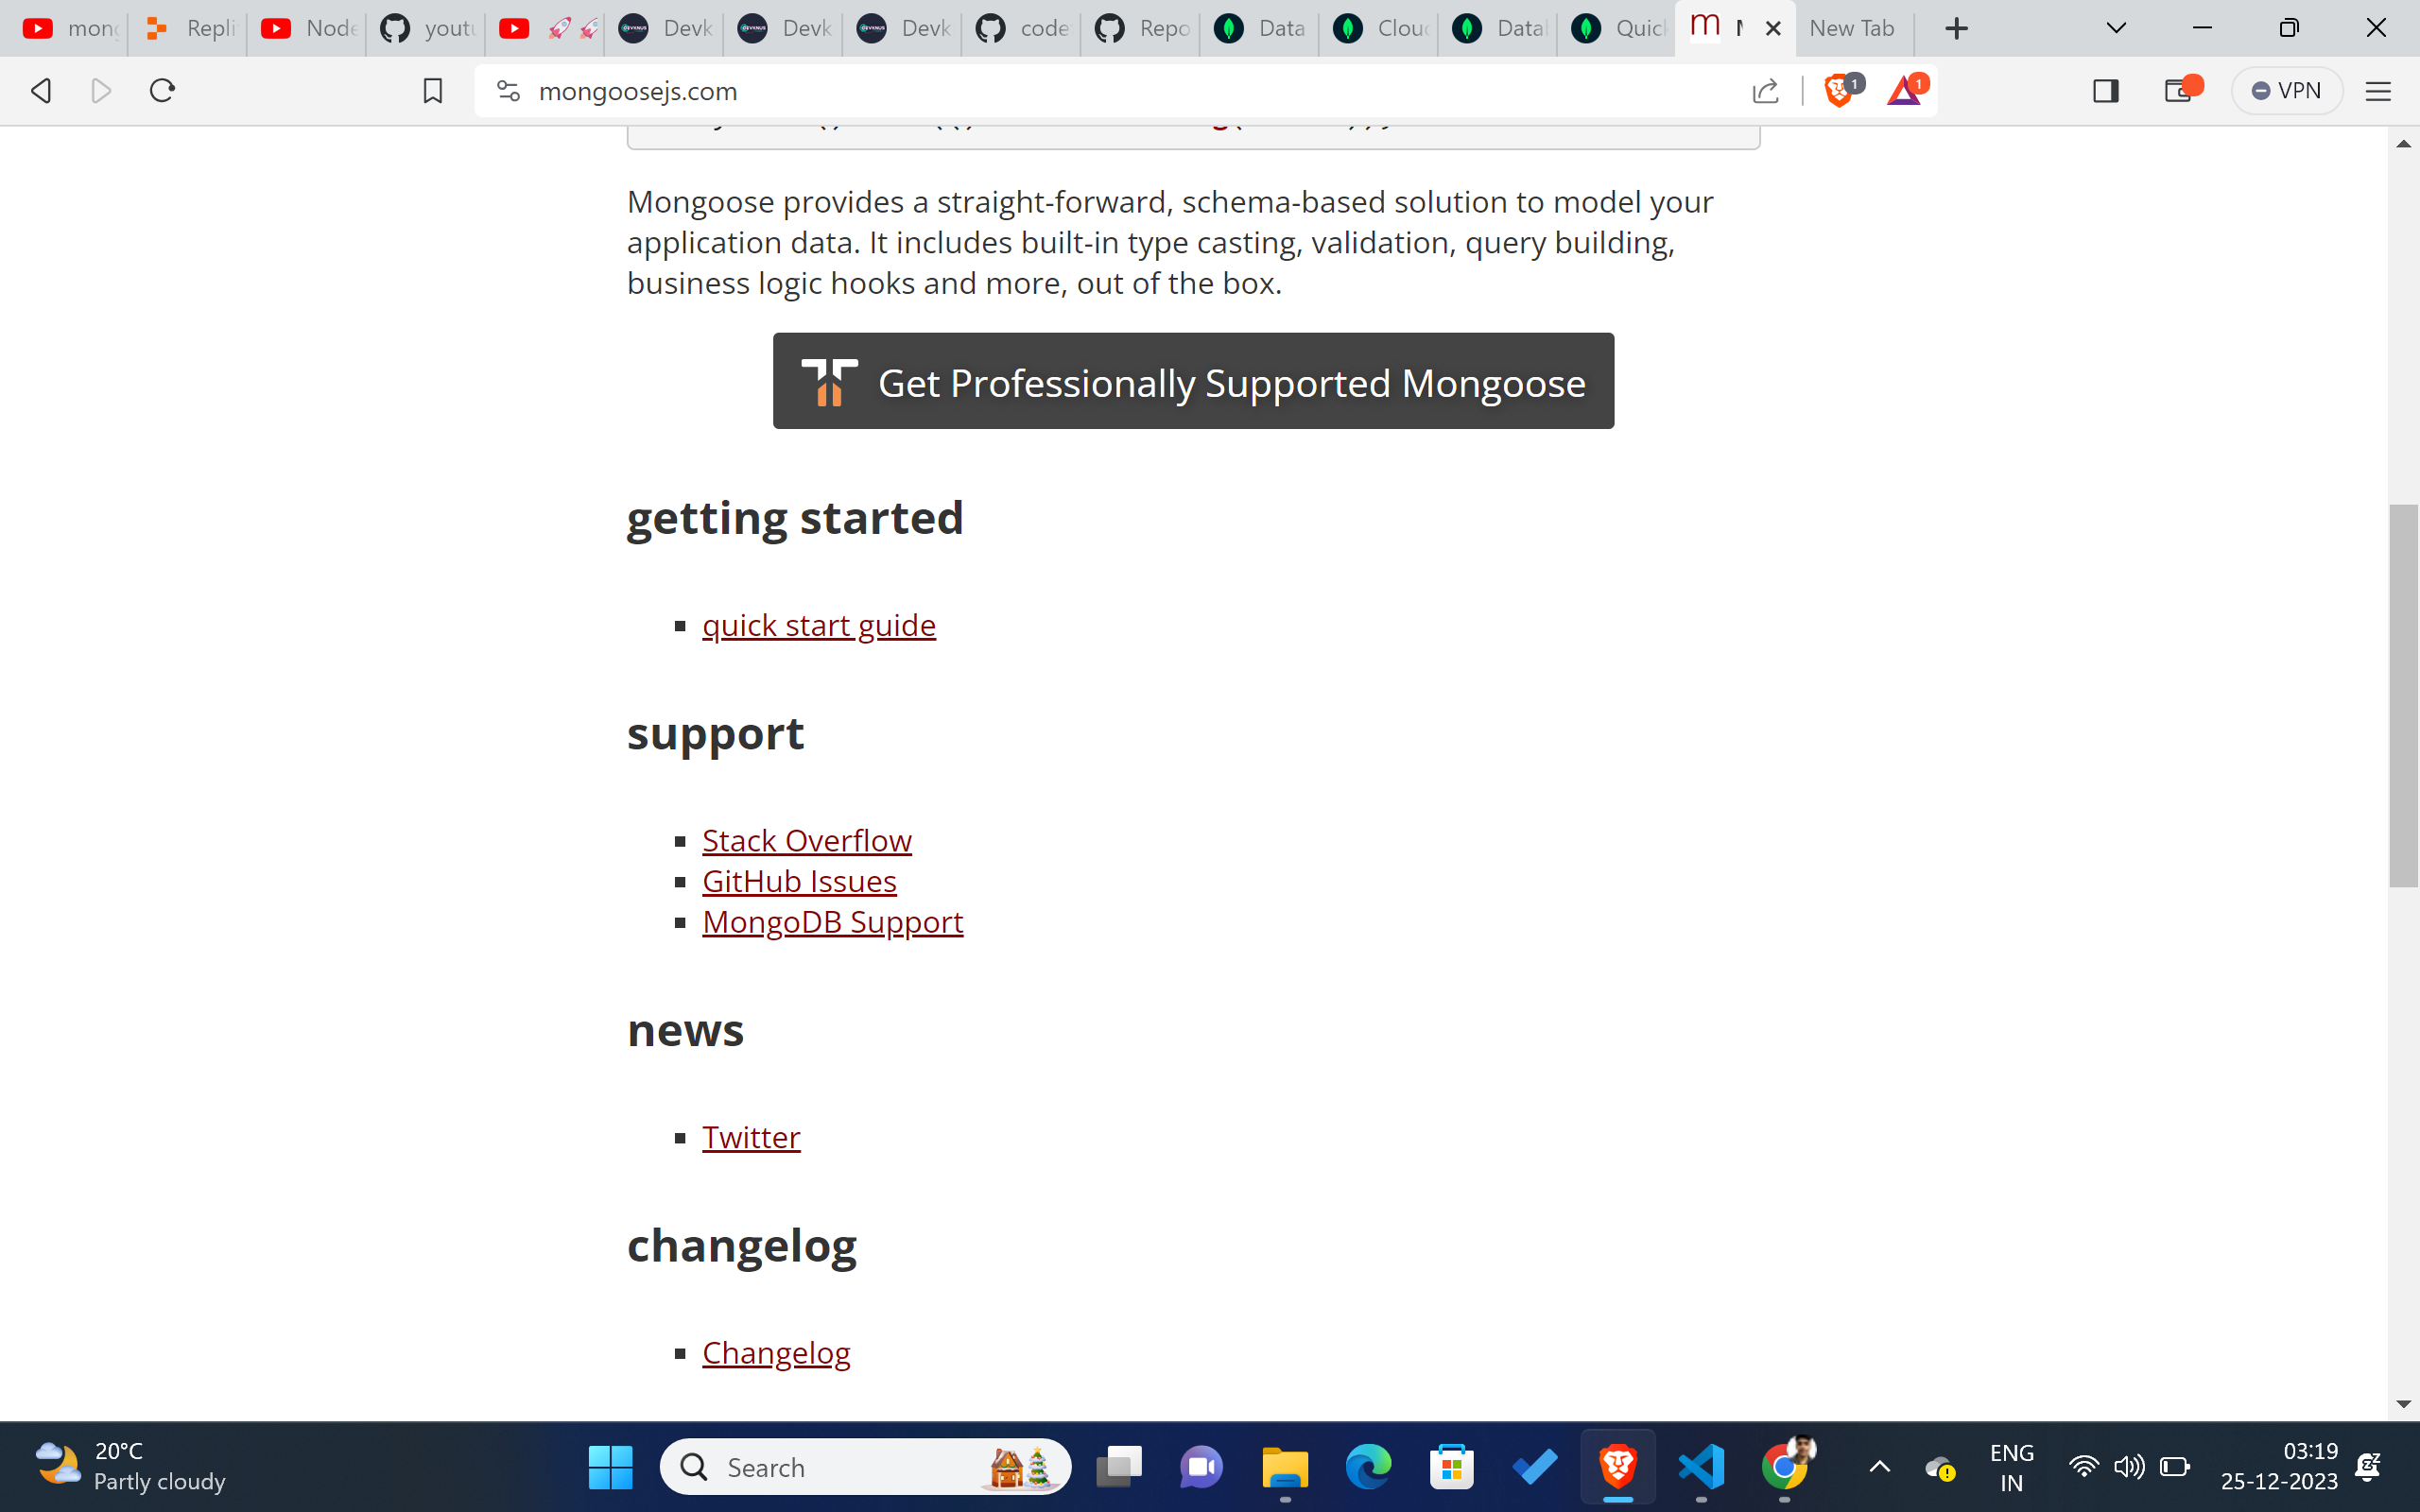 mong
Repli
Node
youtu
🚀 🚀
Devk
Devk
Devk
code
Repo
Data
Clou
Data
Quick
New Tab
mongoosejs.com
1
1
VPN
Mongoose provides a straight-forward, schema-based solution to model your
application data. It includes built-in type casting, validation, query building,
business logic hooks and more, out of the box.
Get Professionally Supported Mongoose
getting started
quick start guide
support
Stack Overflow
GitHub Issues
MongoDB Support
news
Twitter
changelog
Changelog
20°C
Partly cloudy
Search
ENG
IN
03:19
25-12-2023